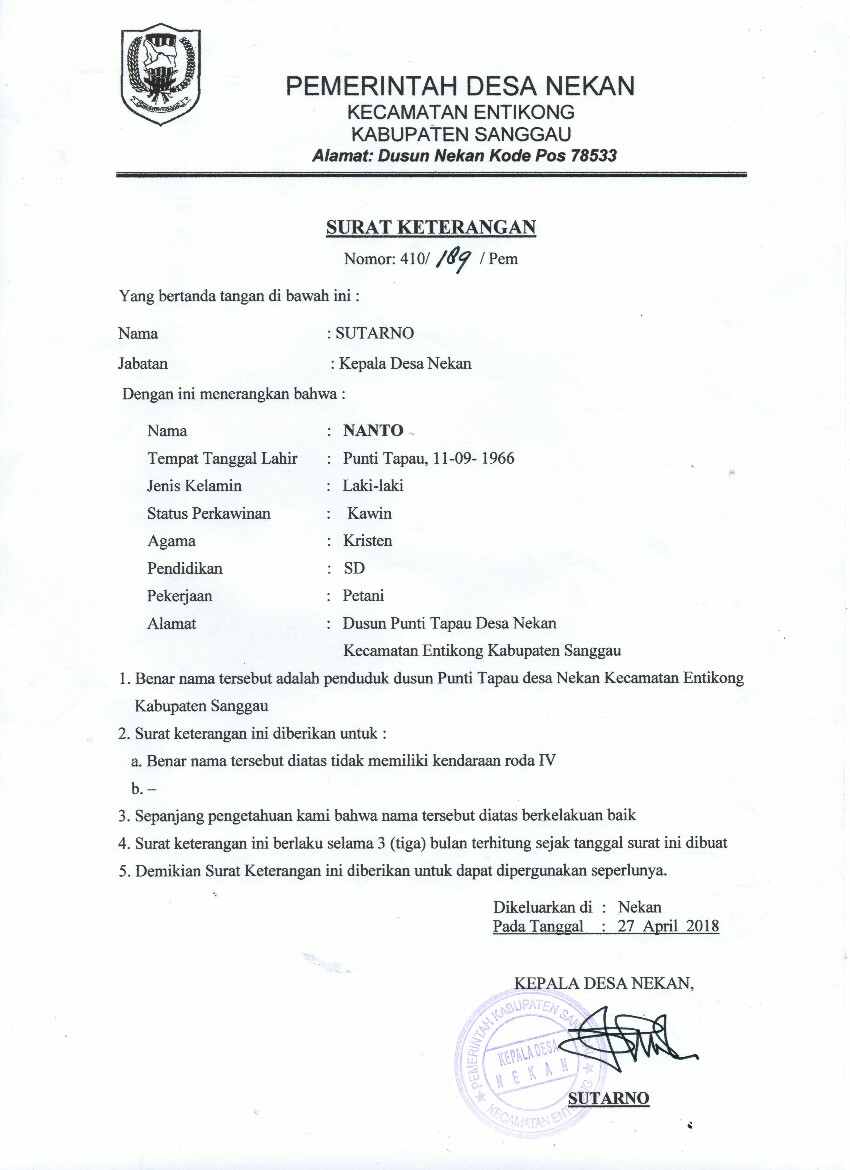 PEMERINTAH DESA NEKAN
KECAMATAN ENTIKONG
KABUPATEN SANGGAU
Alamat: Dusun Nekan Kode Pos 78533
SURAT KETERANGAN
Nomor: 410/ 189 / Pem
Yang bertanda tangan di bawah ini :
Nama : SUTARNO
Jabatan : Kepala Desa Nekan
Dengan ini menerangkan bahwa :
Nama : NANTO
Tempat Tanggal Lahir : Punti Tapau, 11-09- 1966
Jenis Kelamin : Laki-laki
Status Perkawinan : Kawin
Agama : Kristen
Pendidikan : SD
Pekerjaan : Petani
Alamat : Dusun Punti Tapau Desa Nekan
Kecamatan Entikong Kabupaten Sanggau
1. Benar nama tersebut adalah penduduk dusun Punti Tapau desa Nekan Kecamatan Entikong
Kabupaten Sanggau
2. Surat keterangan ini diberikan untuk :
a. Benar nama tersebut diatas tidak memiliki kendaraan roda IV
b. –
3. Sepanjang pengetahuan kami bahwa nama tersebut diatas berkelakuan baik
4. Surat keterangan ini berlaku selama 3 (tiga) bulan terhitung sejak tanggal surat ini dibuat
5. Demikian Surat Keterangan ini diberikan untuk dapat dipergunakan seperlunya.
Dikeluarkan di : Nekan
Pada Tanggal : 27 April 2018
KEPALA DESA NEKAN,
PEMERINTAH KABUPATEN
KEPALA DESA
NEKAN
KECAMATAN ENTIKONG
SUTARNO